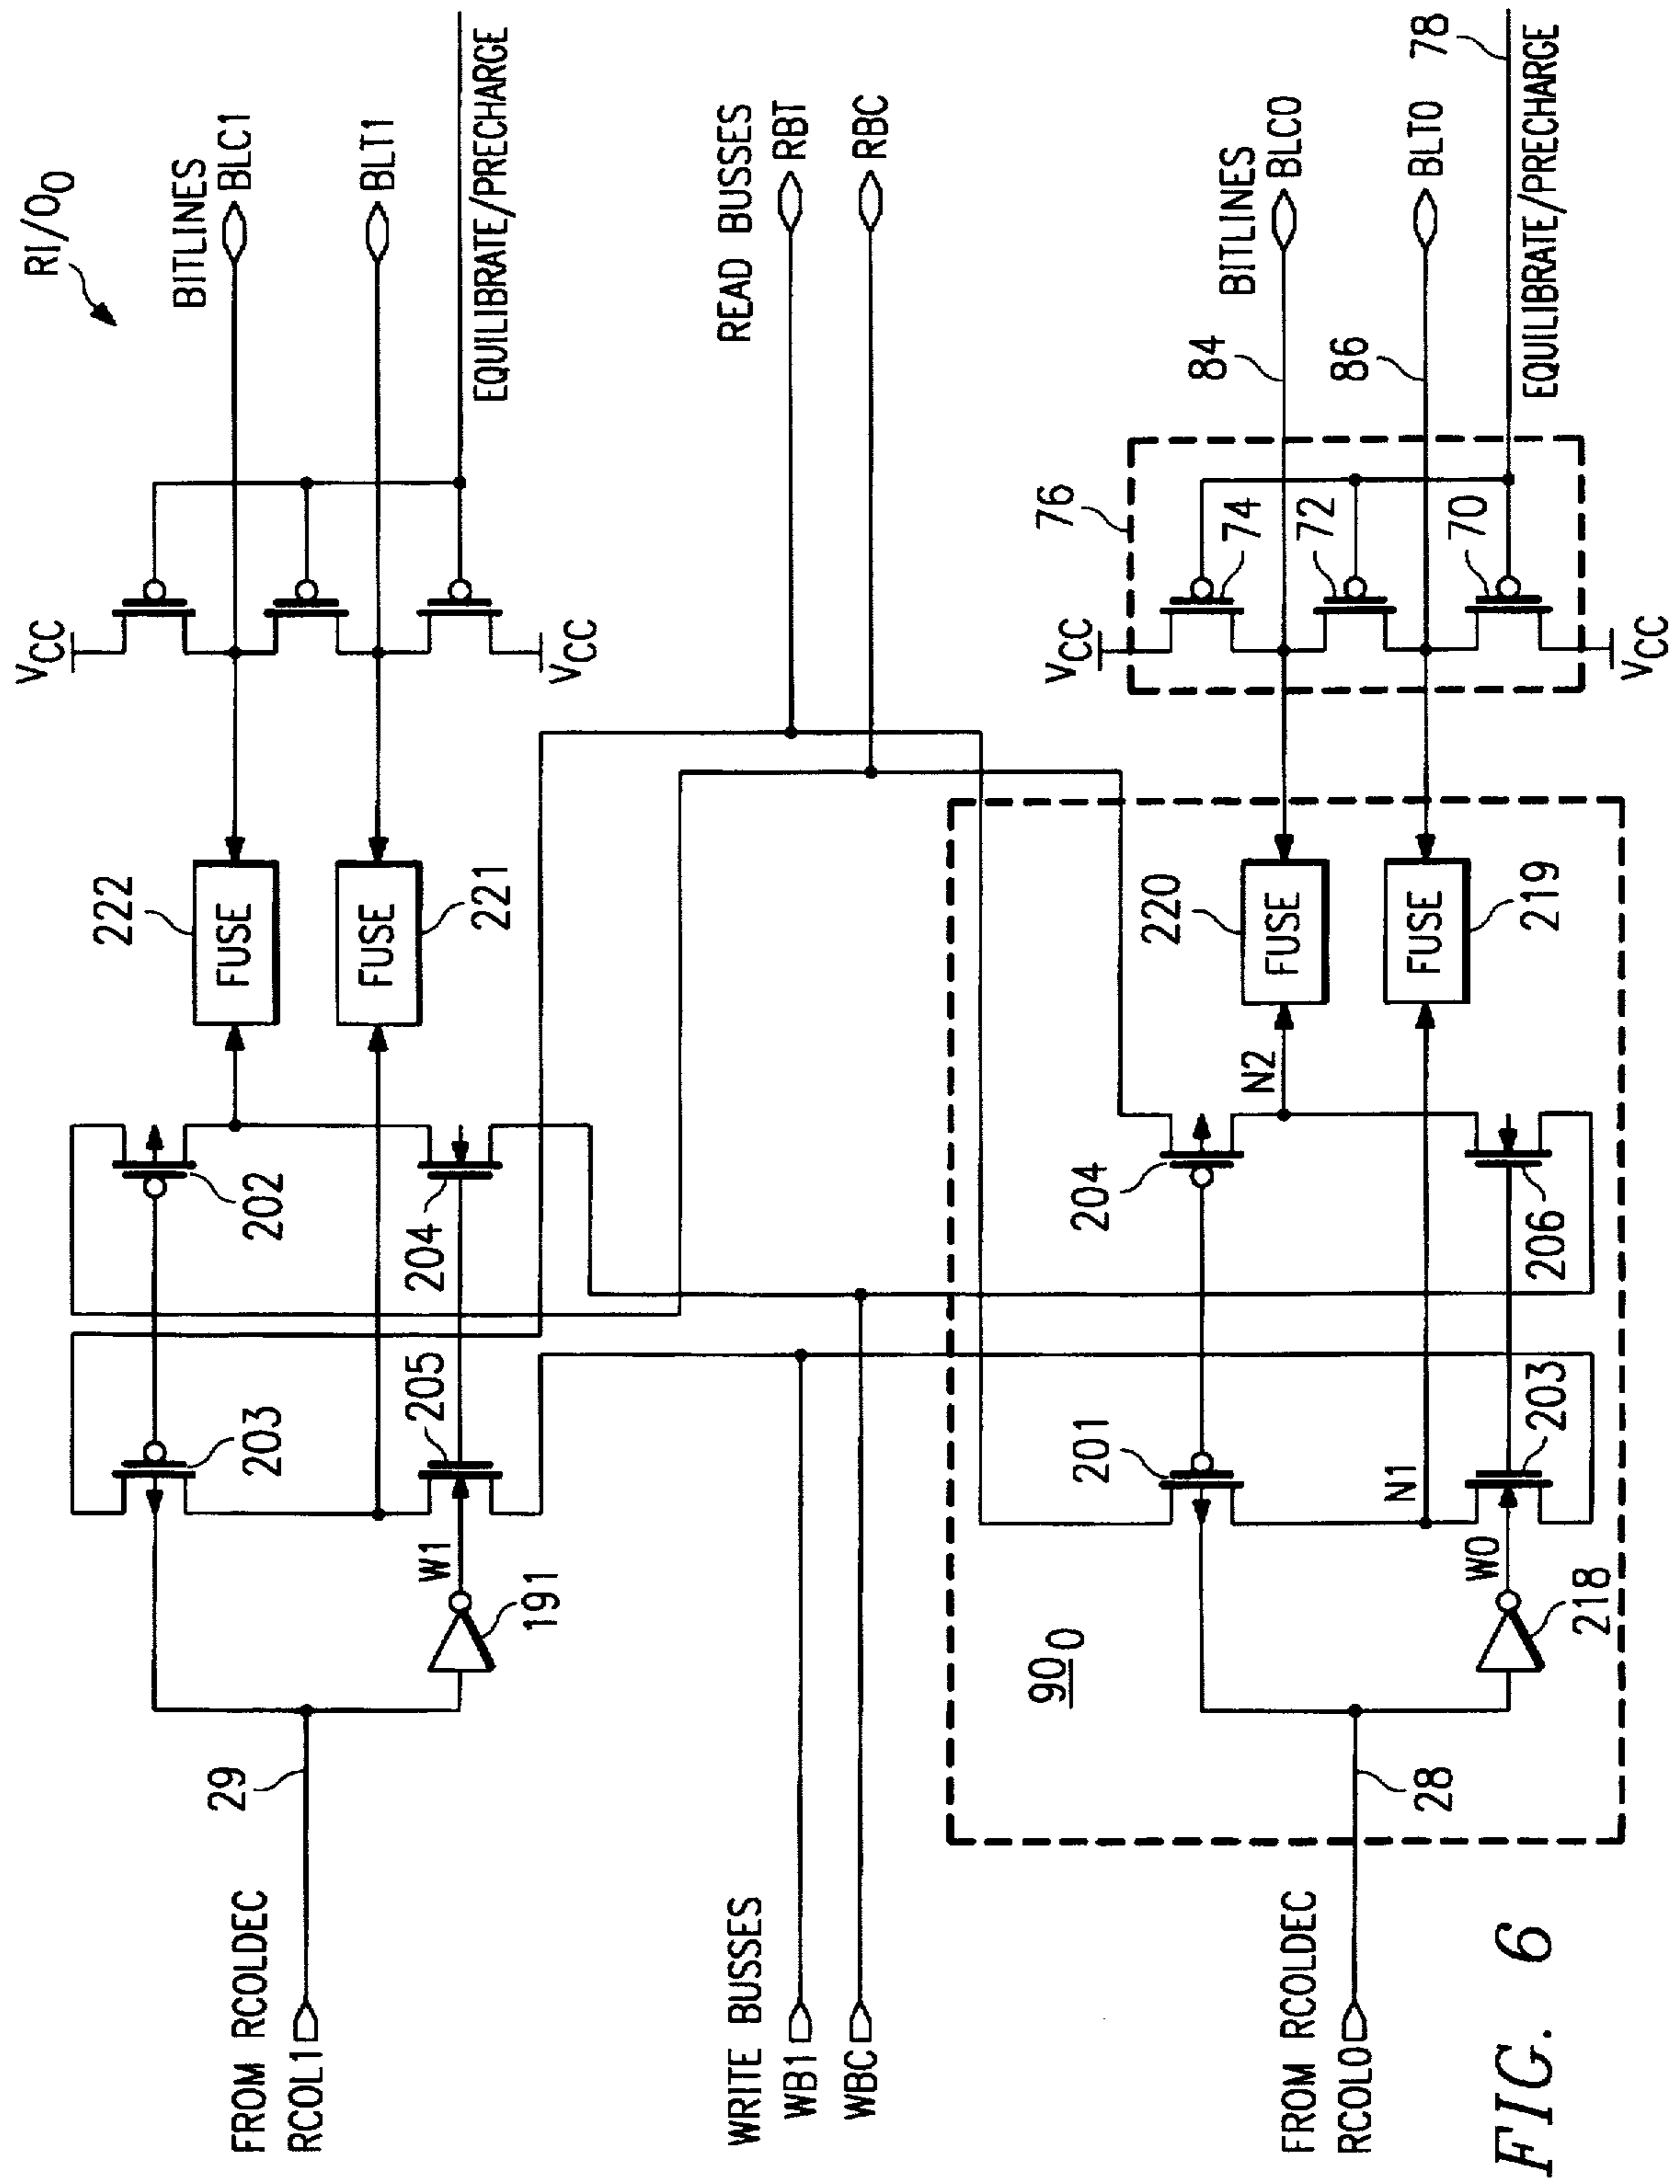 RI/O0
BITLINES
BLC1
BLT1
EQUILIBRATE/PRECHARGE
VCC
VCC
222
FUSE
FUSE
221
202
204
203
205
W1
191
29
FROM RCOLDEC
RCOL1
READ BUSSES
RBT
RBC
WRITE BUSSES
WB1
WBC
BITLINES
84
BLC0
86
BLT0
78
EQUILIBRATE/PRECHARGE
76
74
72
70
VCC
VCC
220
FUSE
FUSE
219
N2
204
206
201
N1
203
W0
218
900
28
FROM RCOLDEC
RCOL0
FIG. 6